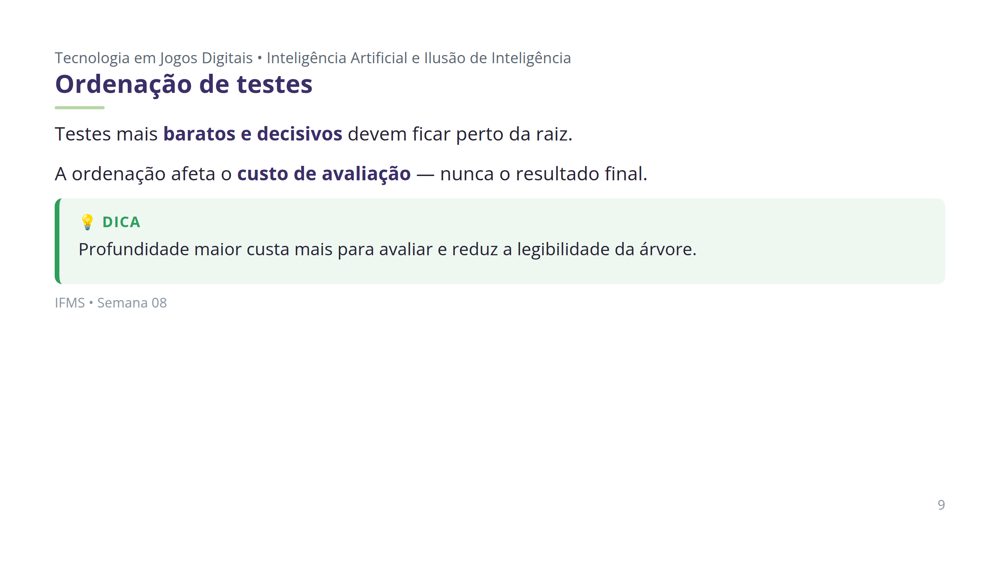 Tecnologia em Jogos Digitais • Inteligência Artificial e Ilusão de Inteligência
Ordenação de testes
Testes mais baratos e decisivos devem ficar perto da raiz.
A ordenação afeta o custo de avaliação — nunca o resultado final.
💡 DICA
Profundidade maior custa mais para avaliar e reduz a legibilidade da árvore.
IFMS • Semana 08
9